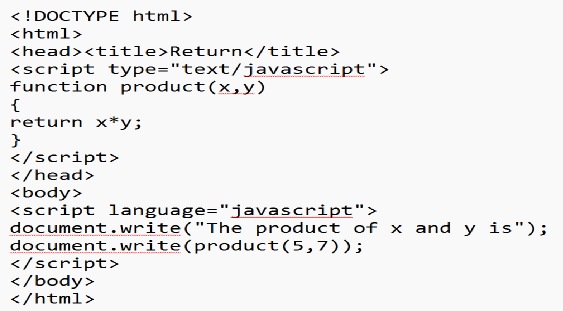 <!DOCTYPE html>
<html>
<head><title>Return</title>
<script type="text/javascript">
function product(x,y)
{
return x*y;
}
</script>
</head>
<body>
<script language="javascript">
document.write("The product of x and y is");
document.write(product(5,7));
</script>
</body>
</html>